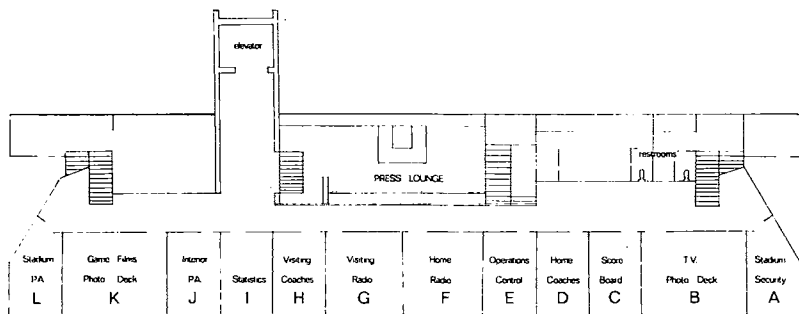 elevator
restrooms
PRESS LOUNGE
Stadium
PA
L
Game Films
Photo Deck
K
Interior
PA
J
Statistics
I
Visiting
Coaches
H
Visiting
Radio
G
Home
Radio
F
Operations
Control
E
Home
Coaches
D
Score
Board
C
T.V.
Photo Deck
B
Stadium
Security
A